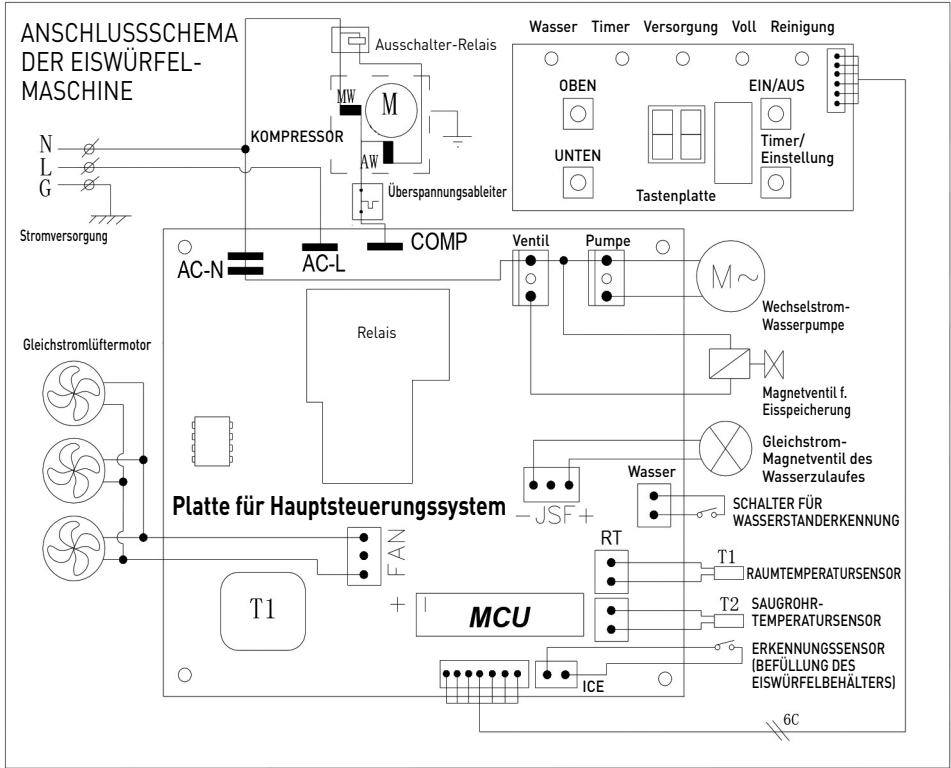 ANSCHLUSSSCHEMA
DER EISWÜRFEL-
MASCHINE
Ausschalter-Relais
MW
M
KOMPRESSOR
AW
N
L
G
Überspannungsableiter
Stromversorgung
Wasser Timer Versorgung Voll Reinigung
OBEN
EIN/AUS
UNTEN
Timer/
Einstellung
Tastenplatte
AC-N
AC-L
COMP
Ventil
Pumpe
M~
Wechselstrom-
Wasserpumpe
Relais
Gleichstromlüftermotor
Magnetventil f.
Eisspeicherung
Gleichstrom-
Magnetventil des
Wasserzulaufes
Wasser
SCHALTER FÜR
WASSERSTANDERKENNUNG
Platte für Hauptsteuerungssystem
-JSF+
FAN
+
RT
T1
RAUMTEMPERATURSENSOR
T1
MCU
T2
SAUGROHR-
TEMPERATURSENSOR
ERKENNUNGSSENSOR
(BEFÜLLUNG DES
EISWÜRFELBEHÄLTERS)
ICE
6C